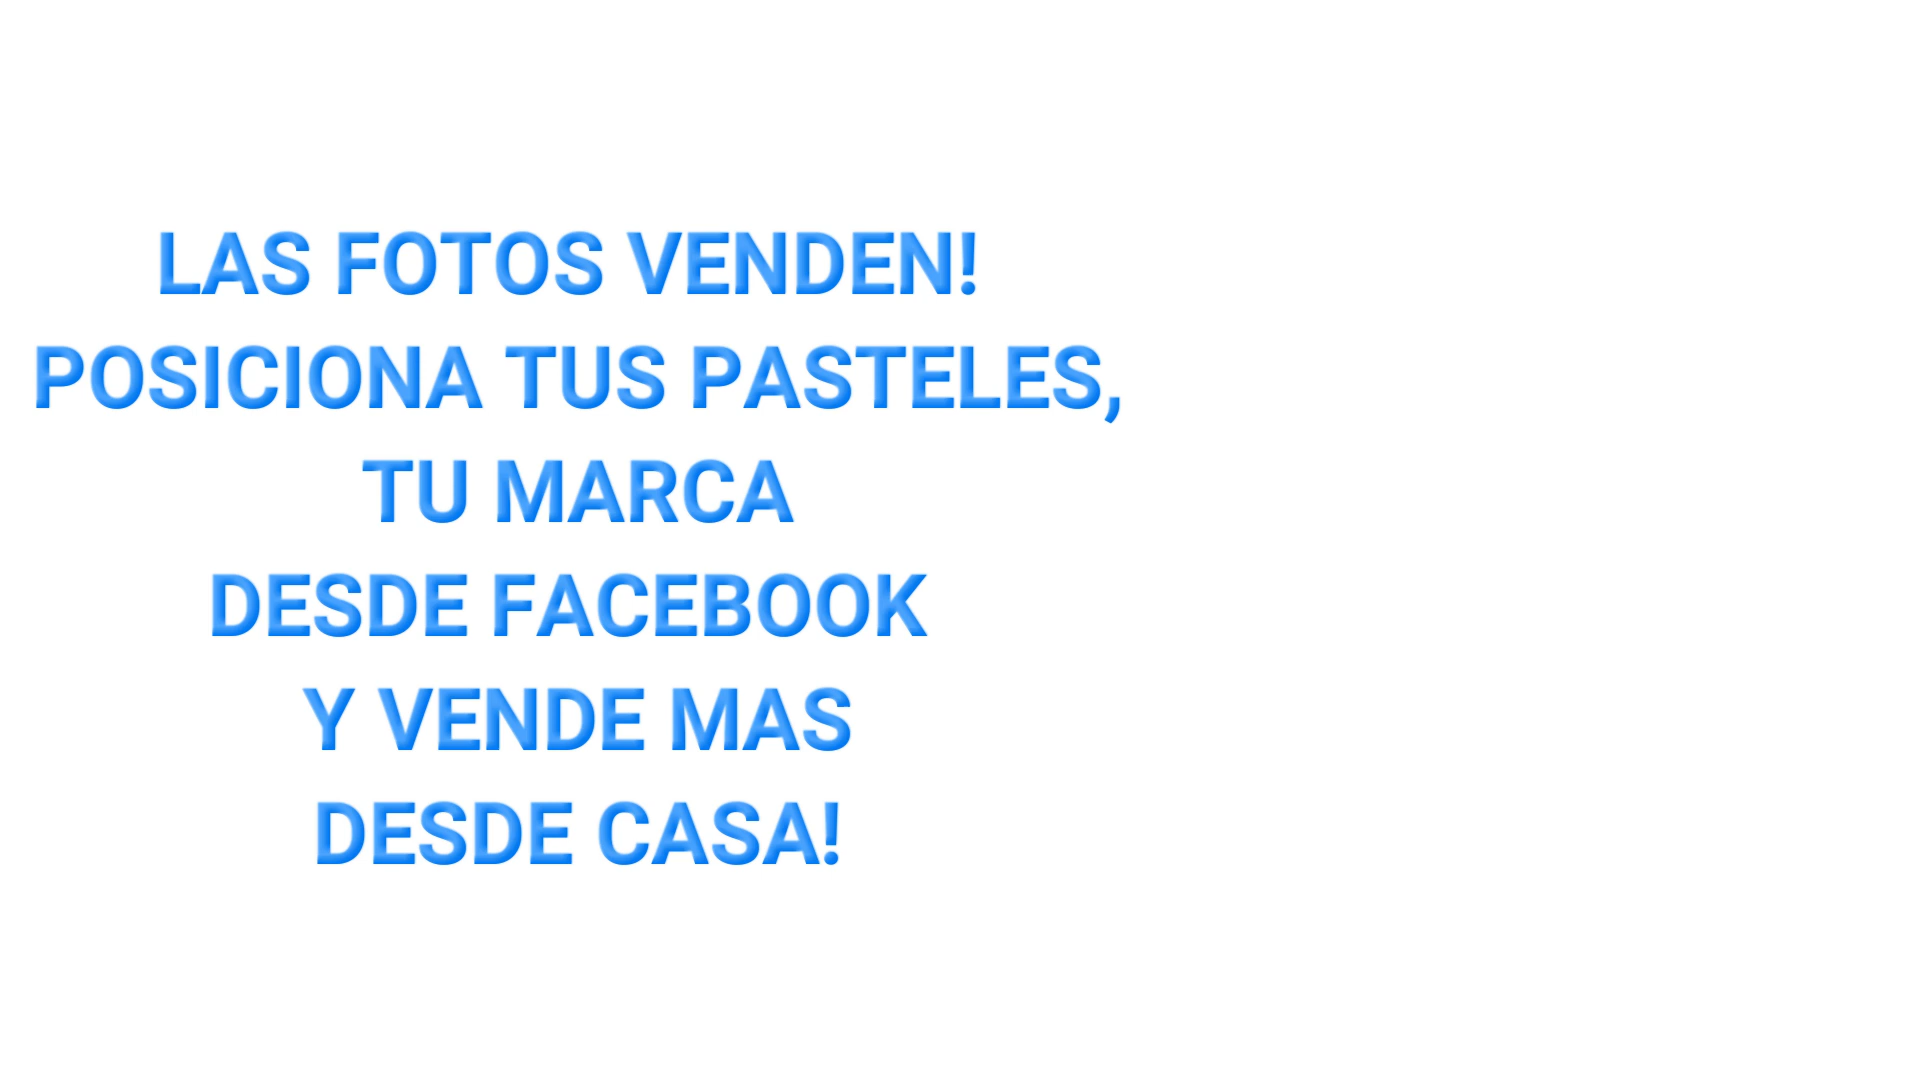 LAS FOTOS VENDEN!
POSICIONA TUS PASTELES,
TU MARCA
DESDE FACEBOOK
Y VENDE MAS
DESDE CASA!